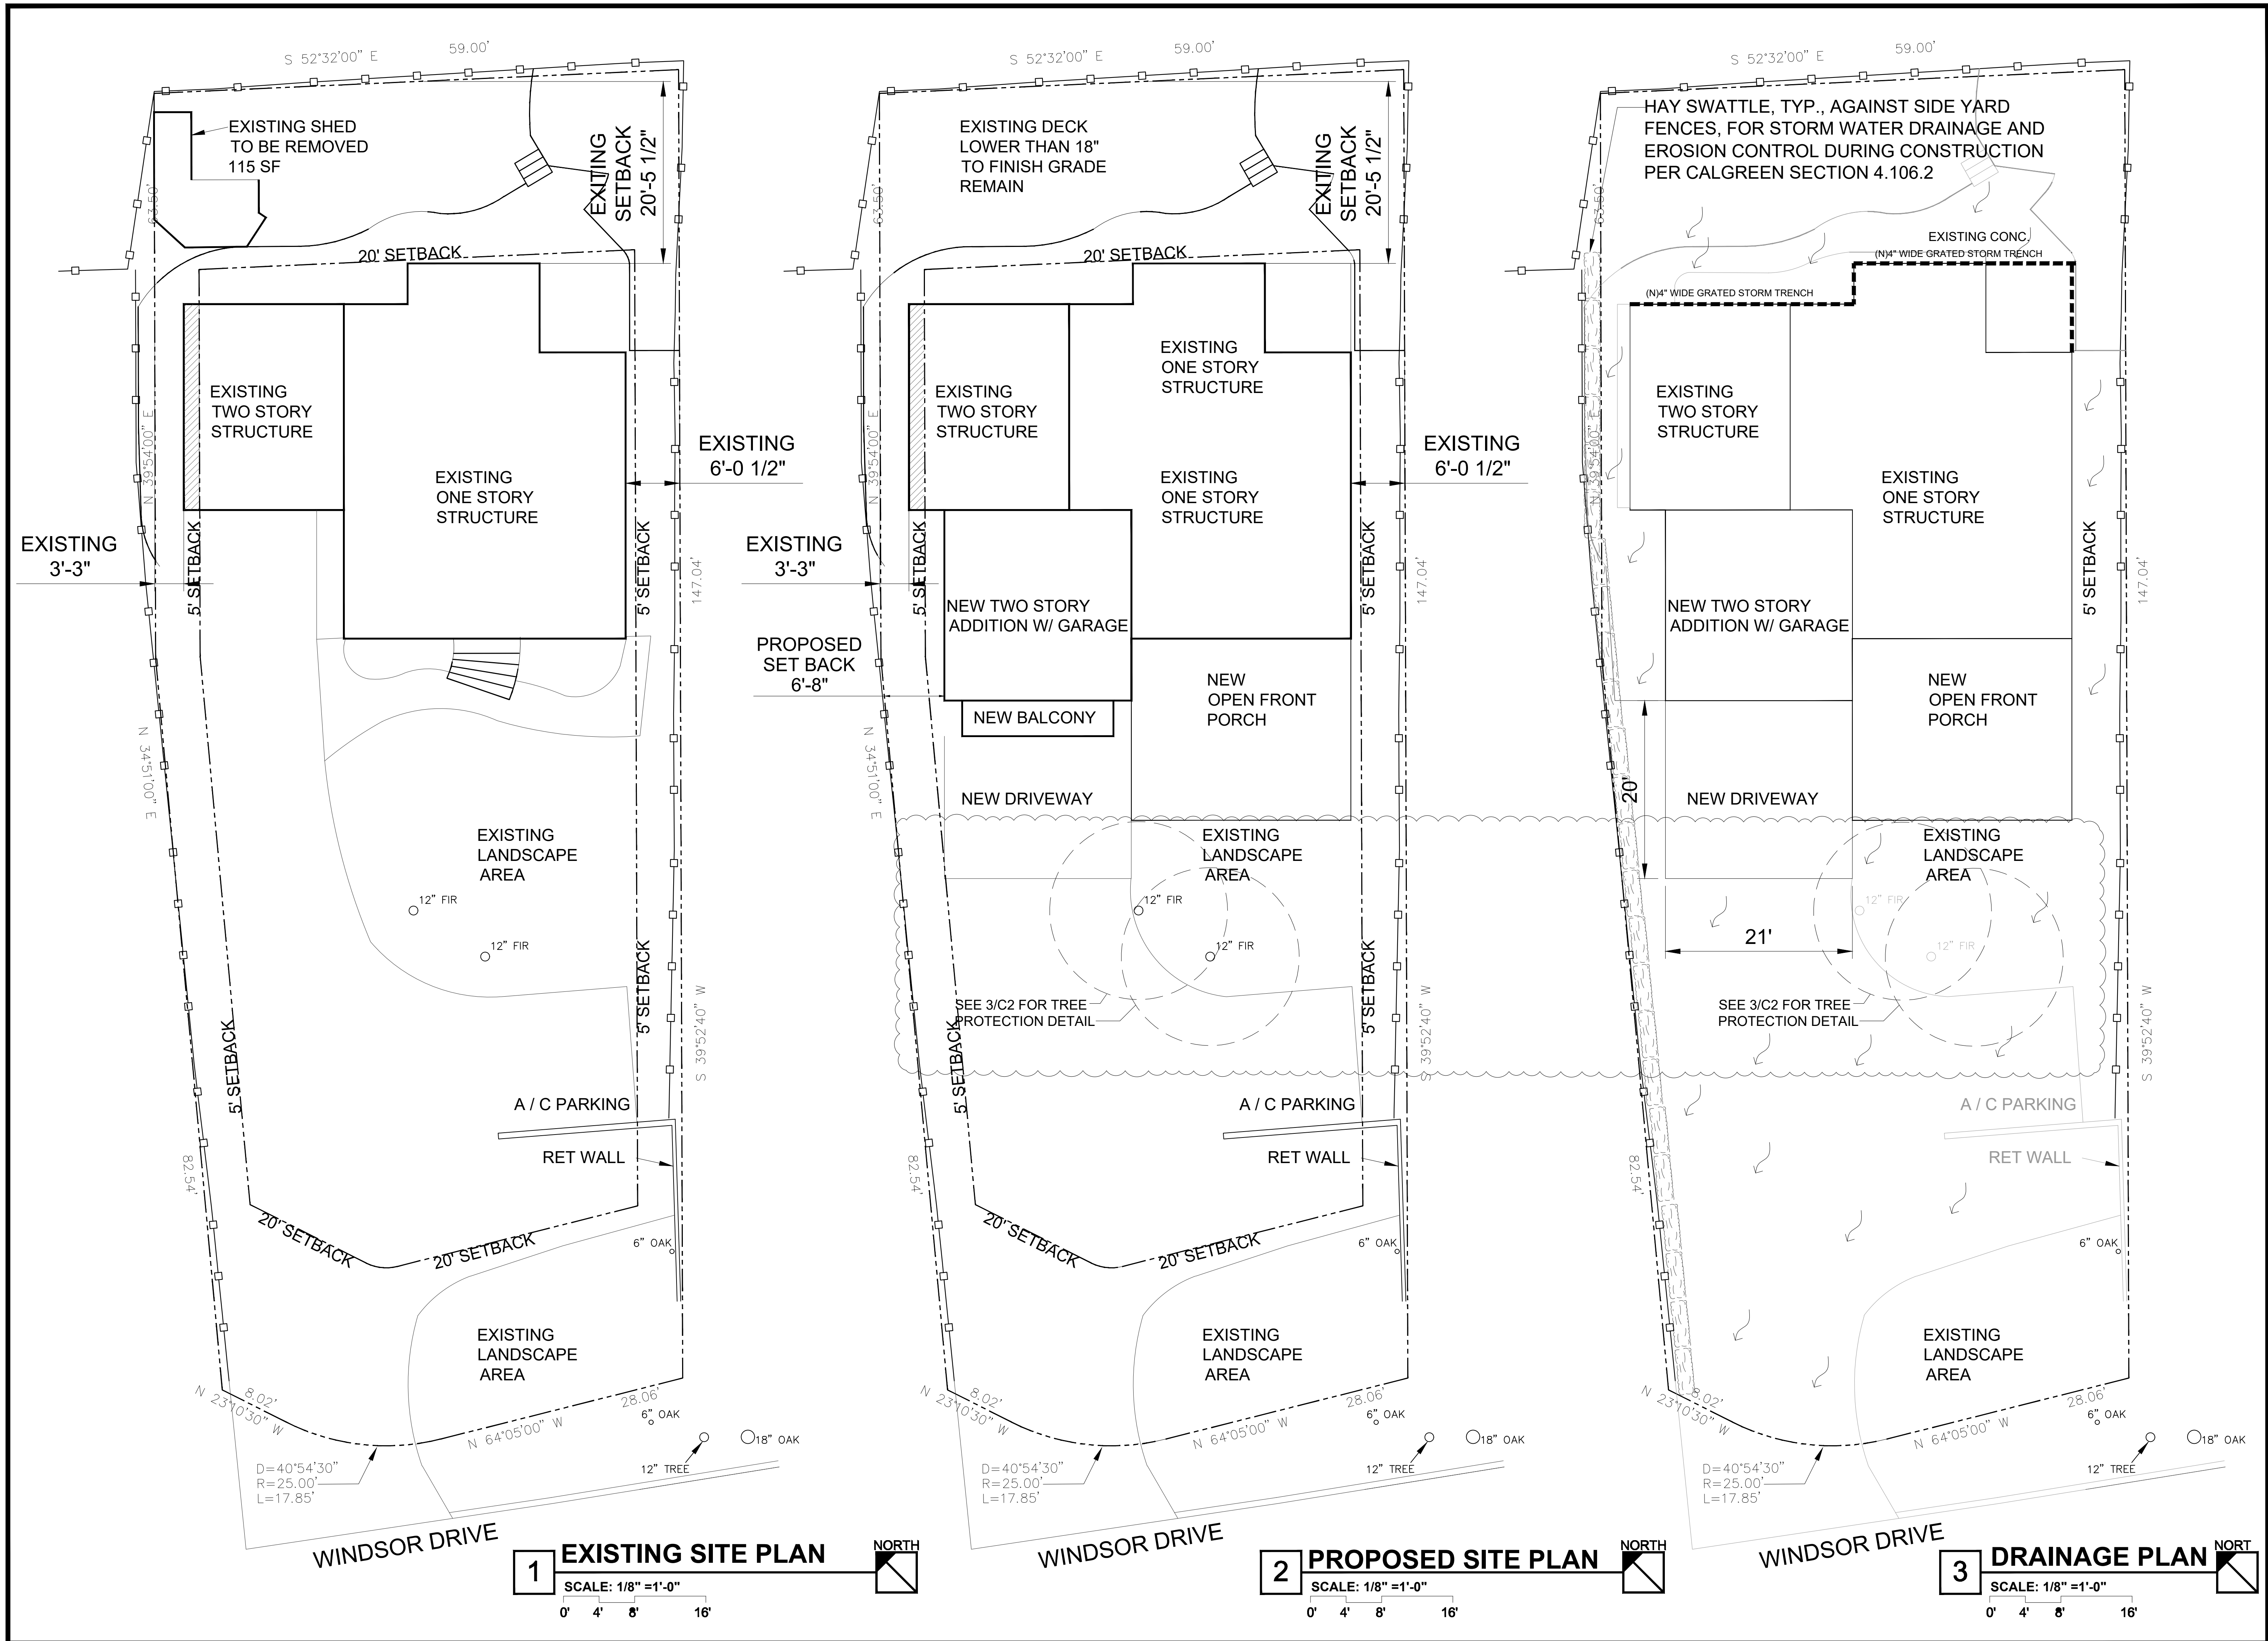 S 52°32'00" E
59.00'
EXISTING SHED
TO BE REMOVED
115 SF
63.50'
EXITING
SETBACK
20'-5 1/2"
20' SETBACK
EXISTING
TWO STORY
STRUCTURE
N 39°54'00" E
EXISTING
6'-0 1/2"
EXISTING
ONE STORY
STRUCTURE
EXISTING
3'-3"
5' SETBACK
5' SETBACK
147.04'
N 34°51'00" E
EXISTING
LANDSCAPE
AREA
12" FIR
12" FIR
5' SETBACK
S 39°52'40" W
5' SETBACK
A / C PARKING
RET WALL
82.54'
20' SETBACK
20' SETBACK
6" OAK
EXISTING
LANDSCAPE
AREA
8.02'
N 23°10'30" W
28.06'
6" OAK
N 64°05'00" W
18" OAK
12" TREE
D=40°54'30"
R=25.00'
L=17.85'
WINDSOR DRIVE
1
EXISTING SITE PLAN
NORTH
SCALE: 1/8" =1'-0"
0' 4' 8' 16'
S 52°32'00" E
59.00'
EXISTING DECK
LOWER THAN 18"
TO FINISH GRADE
REMAIN
63.50'
EXITING
SETBACK
20'-5 1/2"
20' SETBACK
EXISTING
ONE STORY
STRUCTURE
EXISTING
TWO STORY
STRUCTURE
N 39°54'00" E
EXISTING
6'-0 1/2"
EXISTING
ONE STORY
STRUCTURE
EXISTING
3'-3"
5' SETBACK
5' SETBACK
147.04'
NEW TWO STORY
ADDITION W/ GARAGE
PROPOSED
SET BACK
6'-8"
NEW
OPEN FRONT
PORCH
NEW BALCONY
N 34°51'00" E
NEW DRIVEWAY
EXISTING
LANDSCAPE
AREA
12" FIR
12" FIR
SEE 3/C2 FOR TREE
PROTECTION DETAIL
5' SETBACK
S 39°52'40" W
5' SETBACK
A / C PARKING
RET WALL
82.54'
20' SETBACK
20' SETBACK
6" OAK
EXISTING
LANDSCAPE
AREA
8.02'
N 23°10'30" W
28.06'
6" OAK
N 64°05'00" W
18" OAK
12" TREE
D=40°54'30"
R=25.00'
L=17.85'
WINDSOR DRIVE
2
PROPOSED SITE PLAN
NORTH
SCALE: 1/8" =1'-0"
0' 4' 8' 16'
S 52°32'00" E
59.00'
HAY SWATTLE, TYP., AGAINST SIDE YARD
FENCES, FOR STORM WATER DRAINAGE AND
EROSION CONTROL DURING CONSTRUCTION
PER CALGREEN SECTION 4.106.2
63.50'
EXISTING CONC.
(N)4" WIDE GRATED STORM TRENCH
(N)4" WIDE GRATED STORM TRENCH
EXISTING
TWO STORY
STRUCTURE
N 39°54'00" E
EXISTING
ONE STORY
STRUCTURE
5' SETBACK
147.04'
NEW TWO STORY
ADDITION W/ GARAGE
NEW
OPEN FRONT
PORCH
20'
NEW DRIVEWAY
EXISTING
LANDSCAPE
AREA
12" FIR
21'
12" FIR
SEE 3/C2 FOR TREE
PROTECTION DETAIL
S 39°52'40" W
A / C PARKING
RET WALL
82.54'
6" OAK
EXISTING
LANDSCAPE
AREA
8.02'
N 23°10'30" W
28.06'
6" OAK
N 64°05'00" W
18" OAK
12" TREE
D=40°54'30"
R=25.00'
L=17.85'
WINDSOR DRIVE
3
DRAINAGE PLAN
NORT
SCALE: 1/8" =1'-0"
0' 4' 8' 16'